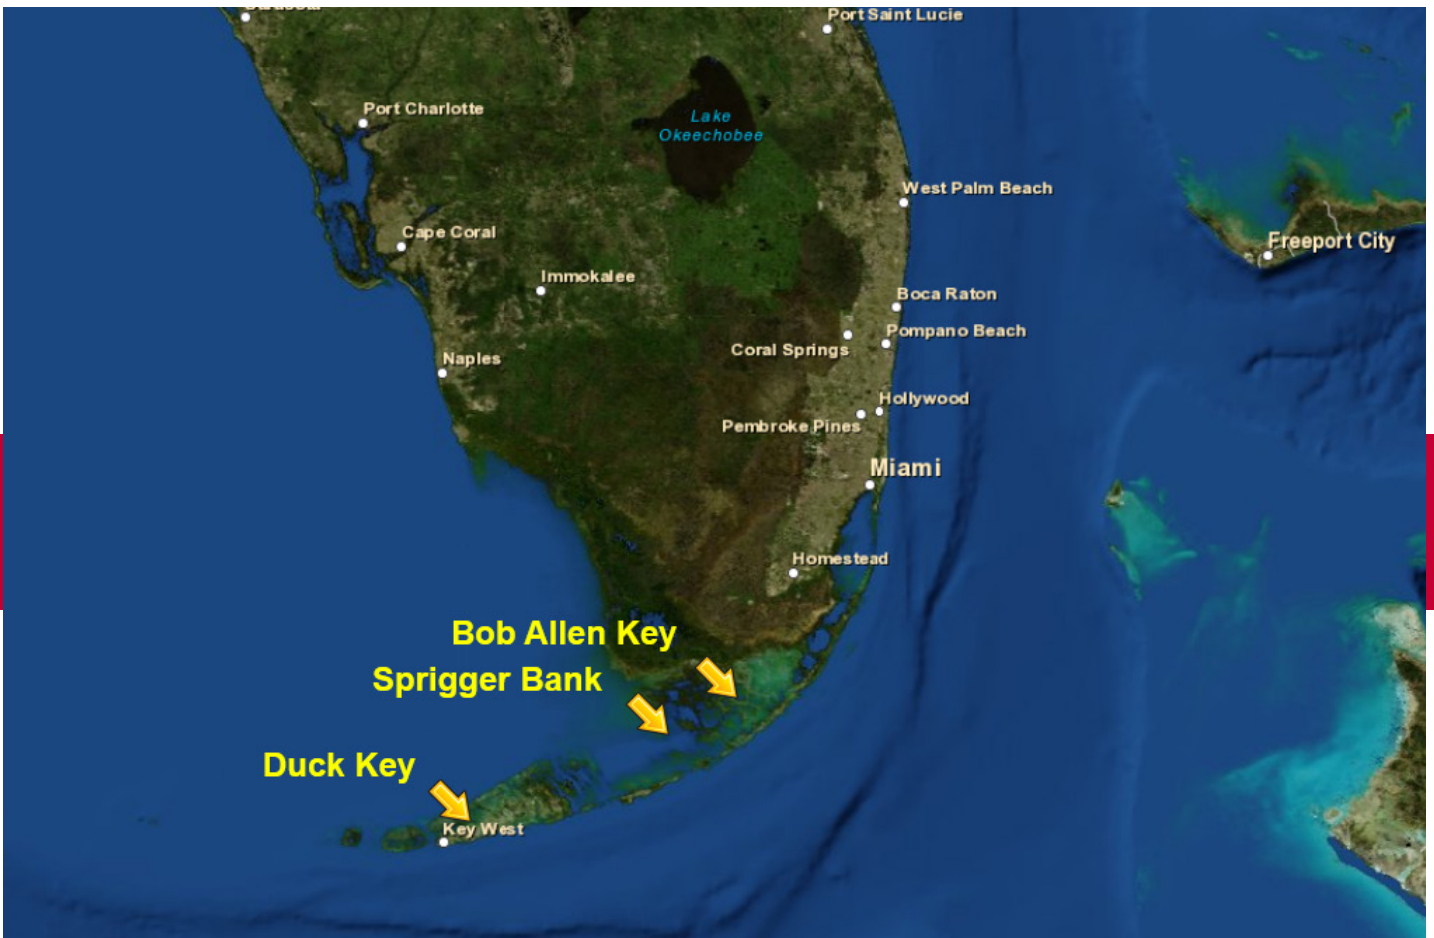 Port Saint Lucie
Port Charlotte
Lake
Okeechobee
West Palm Beach
Cape Coral
Freeport City
Immokalee
Boca Raton
Pompano Beach
Coral Springs
Naples
Hollywood
Pembroke Pines
Miami
Homestead
Bob Allen Key
Sprigger Bank
Duck Key
Key West